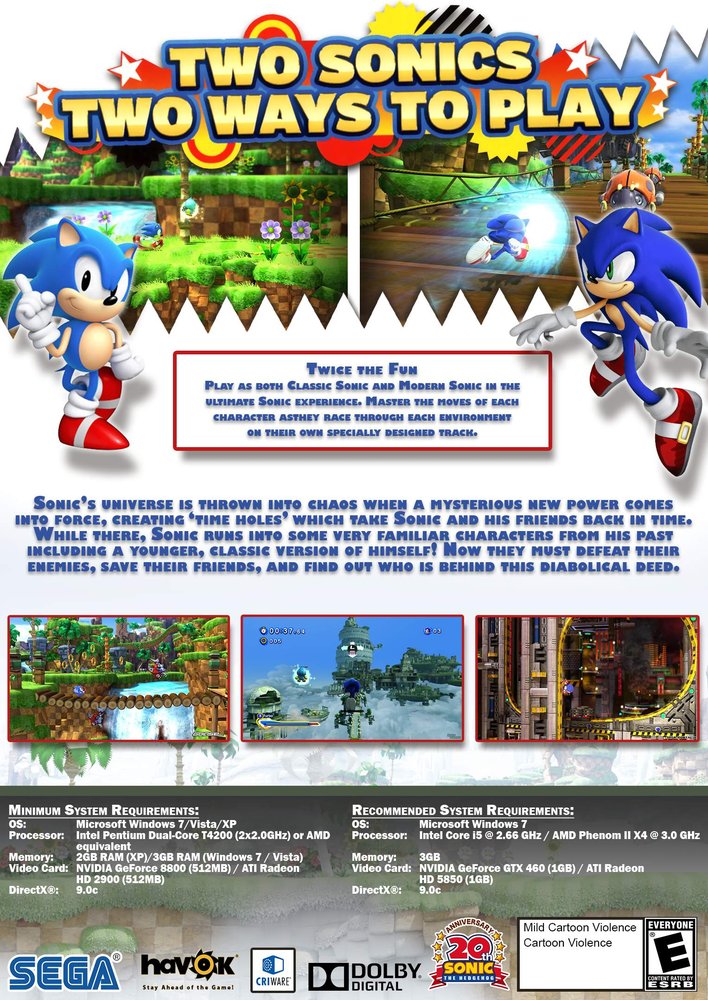 TWO SONICS
TWO WAYS TO PLAY
TWICE THE FUN
PLAY AS BOTH CLASSIC SONIC AND MODERN SONIC IN THE
ULTIMATE SONIC EXPERIENCE. MASTER THE MOVES OF EACH
CHARACTER ASTHEY RACE THROUGH EACH ENVIRONMENT
ON THEIR OWN SPECIALLY DESIGNED TRACK.
SONIC'S UNIVERSE IS THROWN INTO CHAOS WHEN A MYSTERIOUS NEW POWER COMES
INTO FORCE, CREATING 'TIME HOLES' WHICH TAKE SONIC AND HIS FRIENDS BACK IN TIME.
WHILE THERE, SONIC RUNS INTO SOME VERY FAMILIAR CHARACTERS FROM HIS PAST
INCLUDING A YOUNGER, CLASSIC VERSION OF HIMSELF! NOW THEY MUST DEFEAT THEIR
ENEMIES, SAVE THEIR FRIENDS, AND FIND OUT WHO IS BEHIND THIS DIABOLICAL DEED.
MINIMUM SYSTEM REQUIREMENTS:
OS: Microsoft Windows 7/Vista/XP
Processor: Intel Pentium Dual-Core T4200 (2x2.0GHz) or AMD
equivalent
Memory: 2GB RAM (XP)/3GB RAM (Windows 7 / Vista)
Video Card: NVIDIA GeForce 8800 (512MB) / ATI Radeon
HD 2900 (512MB)
DirectX®: 9.0c
RECOMMENDED SYSTEM REQUIREMENTS:
OS: Microsoft Windows 7
Processor: Intel Core i5 @ 2.66 GHz / AMD Phenom II X4 @ 3.0 GHz
Memory: 3GB
Video Card: NVIDIA GeForce GTX 460 (1GB) / ATI Radeon
HD 5850 (1GB)
DirectX®: 9.0c
SEGA®
havok
Stay Ahead of the Game!
CRIWARE
DOLBY
DIGITAL
ANNIVERSARY
20th
SONIC
THE HEDGEHOG
Mild Cartoon Violence
Cartoon Violence
EVERYONE
E
CONTENT RATED BY
ESRB